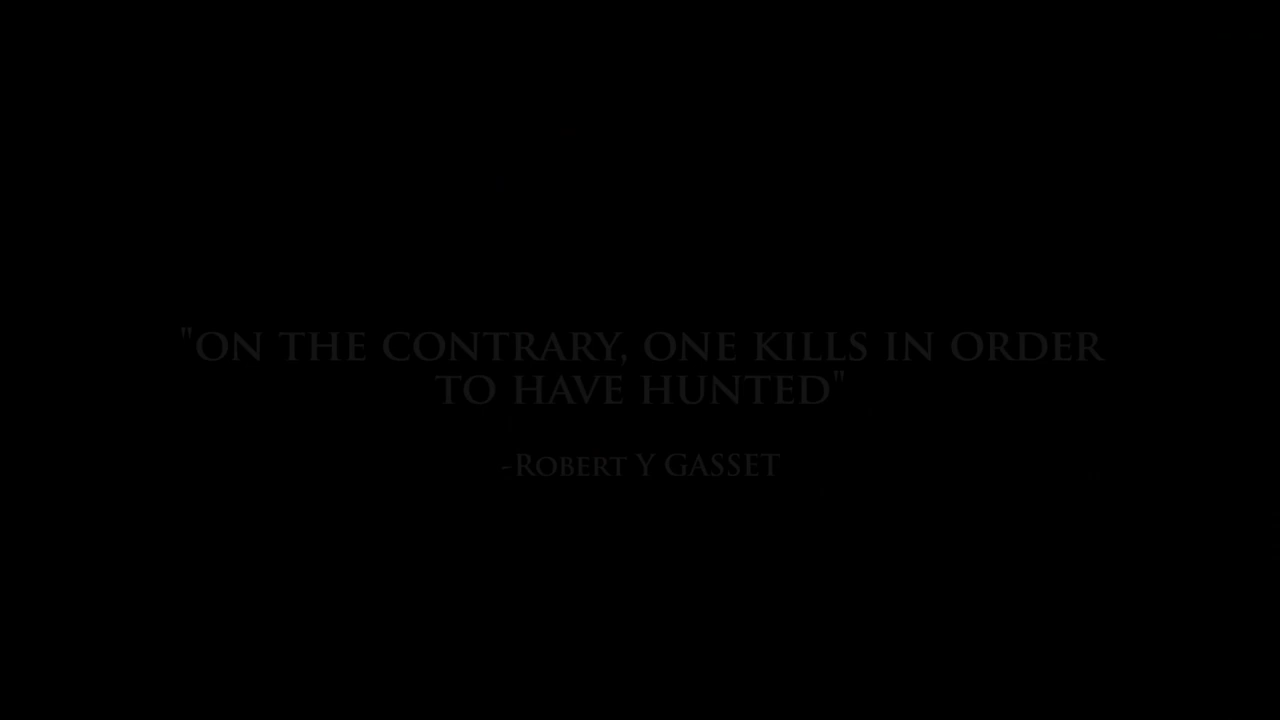 "ON THE CONTRARY, ONE KILLS IN ORDER
TO HAVE HUNTED"
-ROBERT Y GASSET